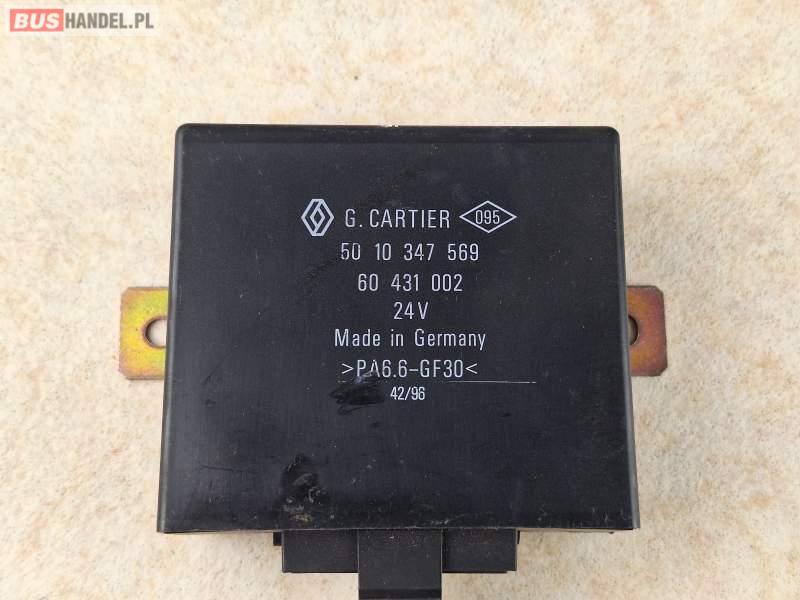 BUSHANDEL.PL
G. CARTIER 095
50 10 347 569
60 431 002
24V
Made in Germany
>PA6.6-GF30<
42/96